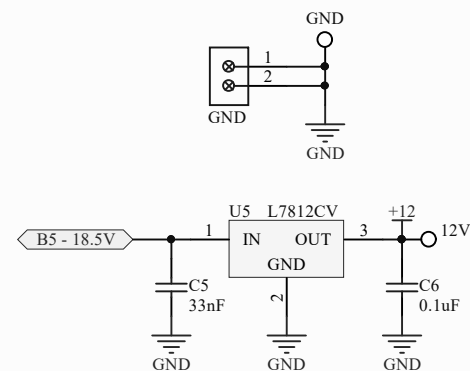 GND
1
2
GND
GND
U5 L7812CV
+12
B5 - 18.5V
1
IN OUT
3
12V
GND
C5
33nF
2
C6
0.1uF
GND
GND
GND